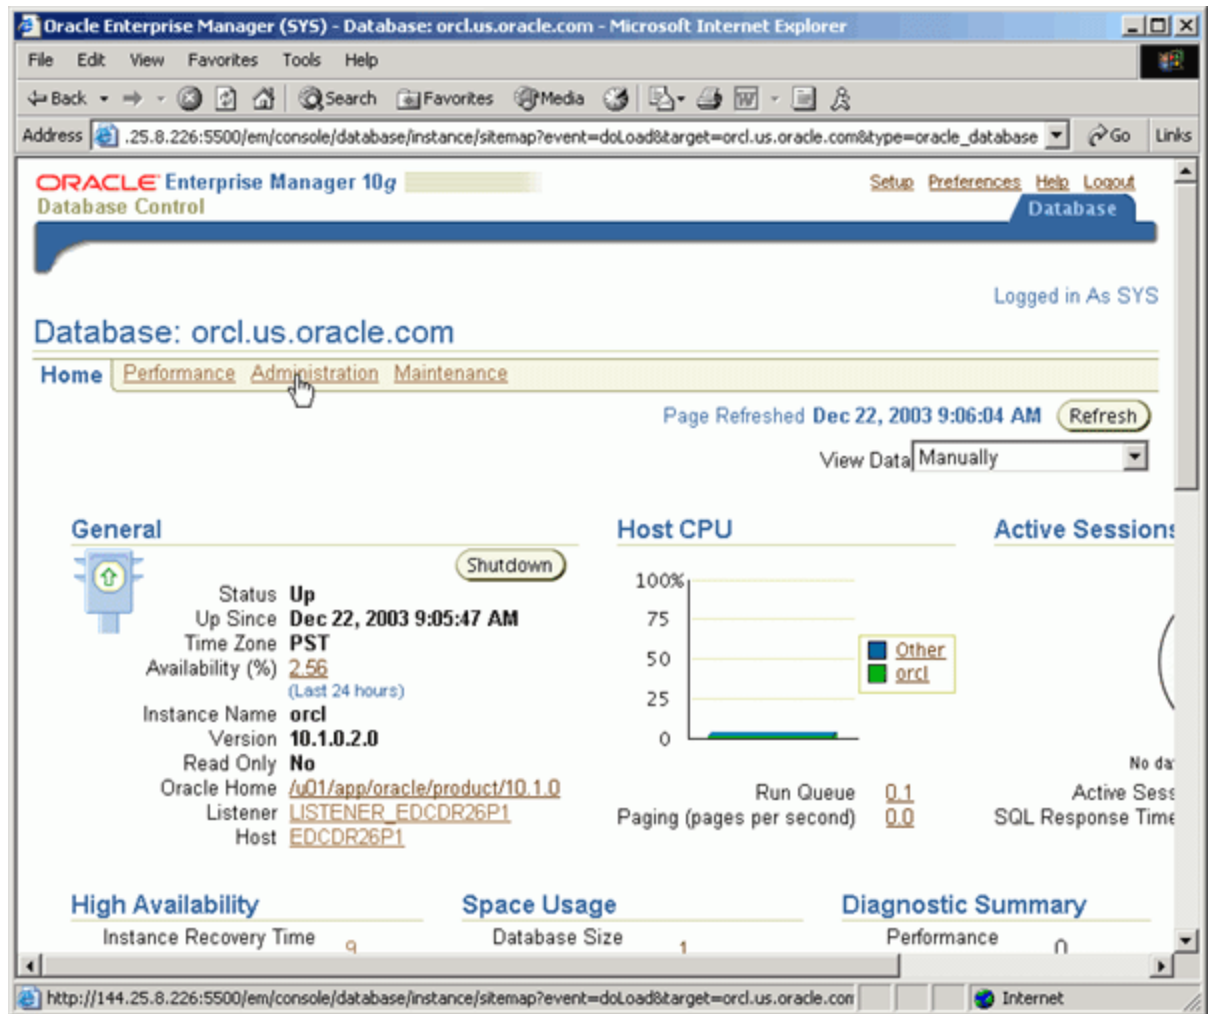 Oracle Enterprise Manager (SYS) - Database: orcl.us.oracle.com - Microsoft Internet Explorer
File Edit View Favorites Tools Help
Back Search Favorites Media
Address .25.8.226:5500/em/console/database/instance/sitemap?event=doLoad&target=orcl.us.oracle.com&type=oracle_database Go Links
ORACLE Enterprise Manager 10g
Setup Preferences Help Logout
Database Control
Database
Logged in As SYS
Database: orcl.us.oracle.com
Home Performance Administration Maintenance
Page Refreshed Dec 22, 2003 9:06:04 AM Refresh
View Data Manually
General
Shutdown
Status Up
Up Since Dec 22, 2003 9:05:47 AM
Time Zone PST
Availability (%) 2.56
(Last 24 hours)
Instance Name orcl
Version 10.1.0.2.0
Read Only No
Oracle Home /u01/app/oracle/product/10.1.0
Listener LISTENER_EDCDR26P1
Host EDCDR26P1
Host CPU
100%
75
50
25
0
Other
orcl
Run Queue 0.1
Paging (pages per second) 0.0
Active Sessions
No da
Active Sess
SQL Response Time
High Availability
Instance Recovery Time 9
Space Usage
Database Size 1
Diagnostic Summary
Performance 0
http://144.25.8.226:5500/em/console/database/instance/sitemap?event=doLoad&target=orcl.us.oracle.com Internet